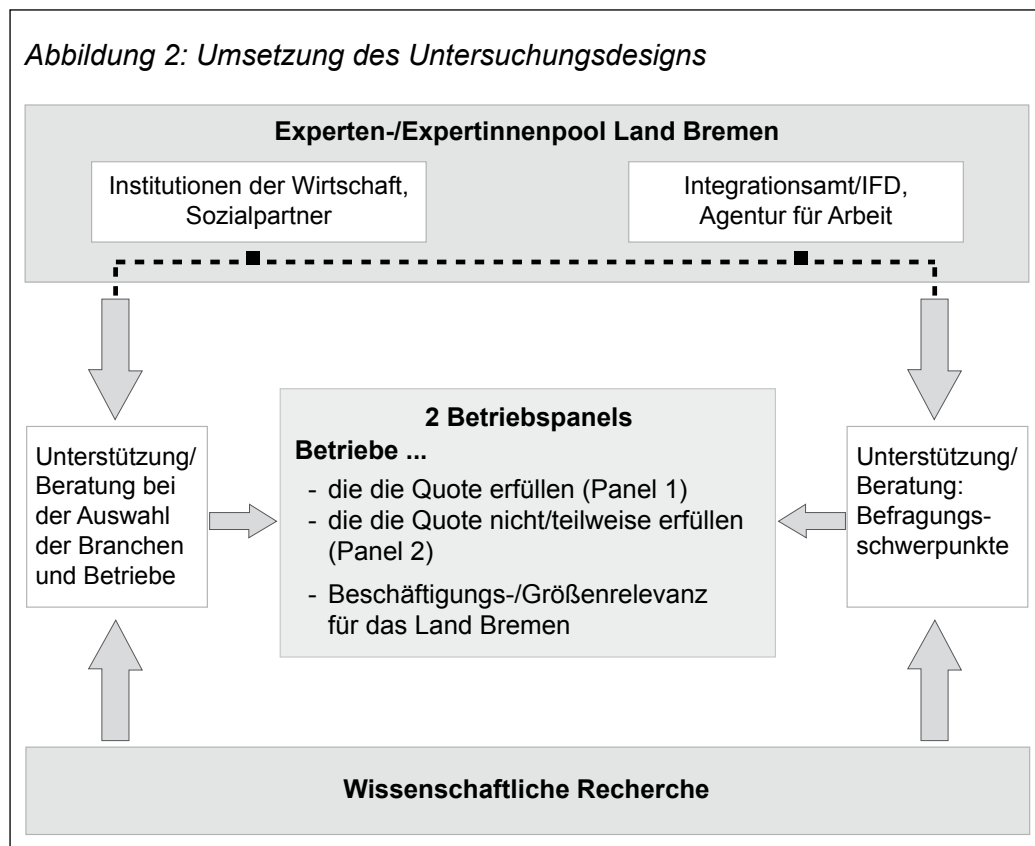 Abbildung 2: Umsetzung des Untersuchungsdesigns
Experten-/Expertinnenpool Land Bremen
Institutionen der Wirtschaft,
Sozialpartner
Integrationsamt/IFD,
Agentur für Arbeit
Unterstützung/
Beratung bei
der Auswahl
der Branchen
und Betriebe
2 Betriebspanels
Betriebe ...
- die die Quote erfüllen (Panel 1)
- die die Quote nicht/teilweise erfüllen
(Panel 2)
- Beschäftigungs-/Größenrelevanz
für das Land Bremen
Unterstützung/
Beratung:
Befragungs-
schwerpunkte
Wissenschaftliche Recherche